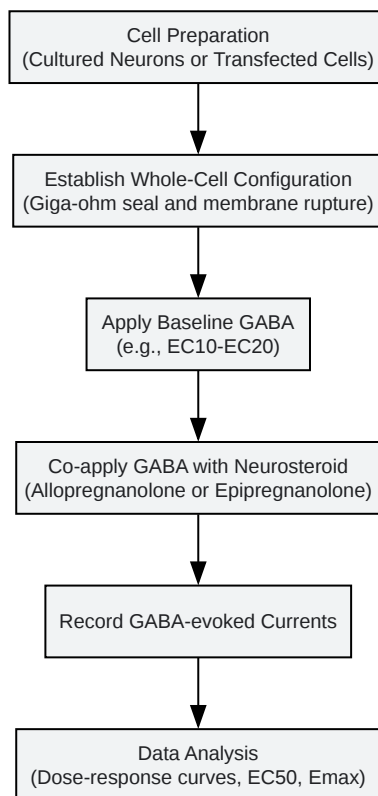 Cell Preparation
(Cultured Neurons or Transfected Cells)
Establish Whole-Cell Configuration
(Giga-ohm seal and membrane rupture)
Apply Baseline GABA
(e.g., EC10-EC20)
Co-apply GABA with Neurosteroid
(Allopregnanolone or Epipregnanolone)
Record GABA-evoked Currents
Data Analysis
(Dose-response curves, EC50, Emax)